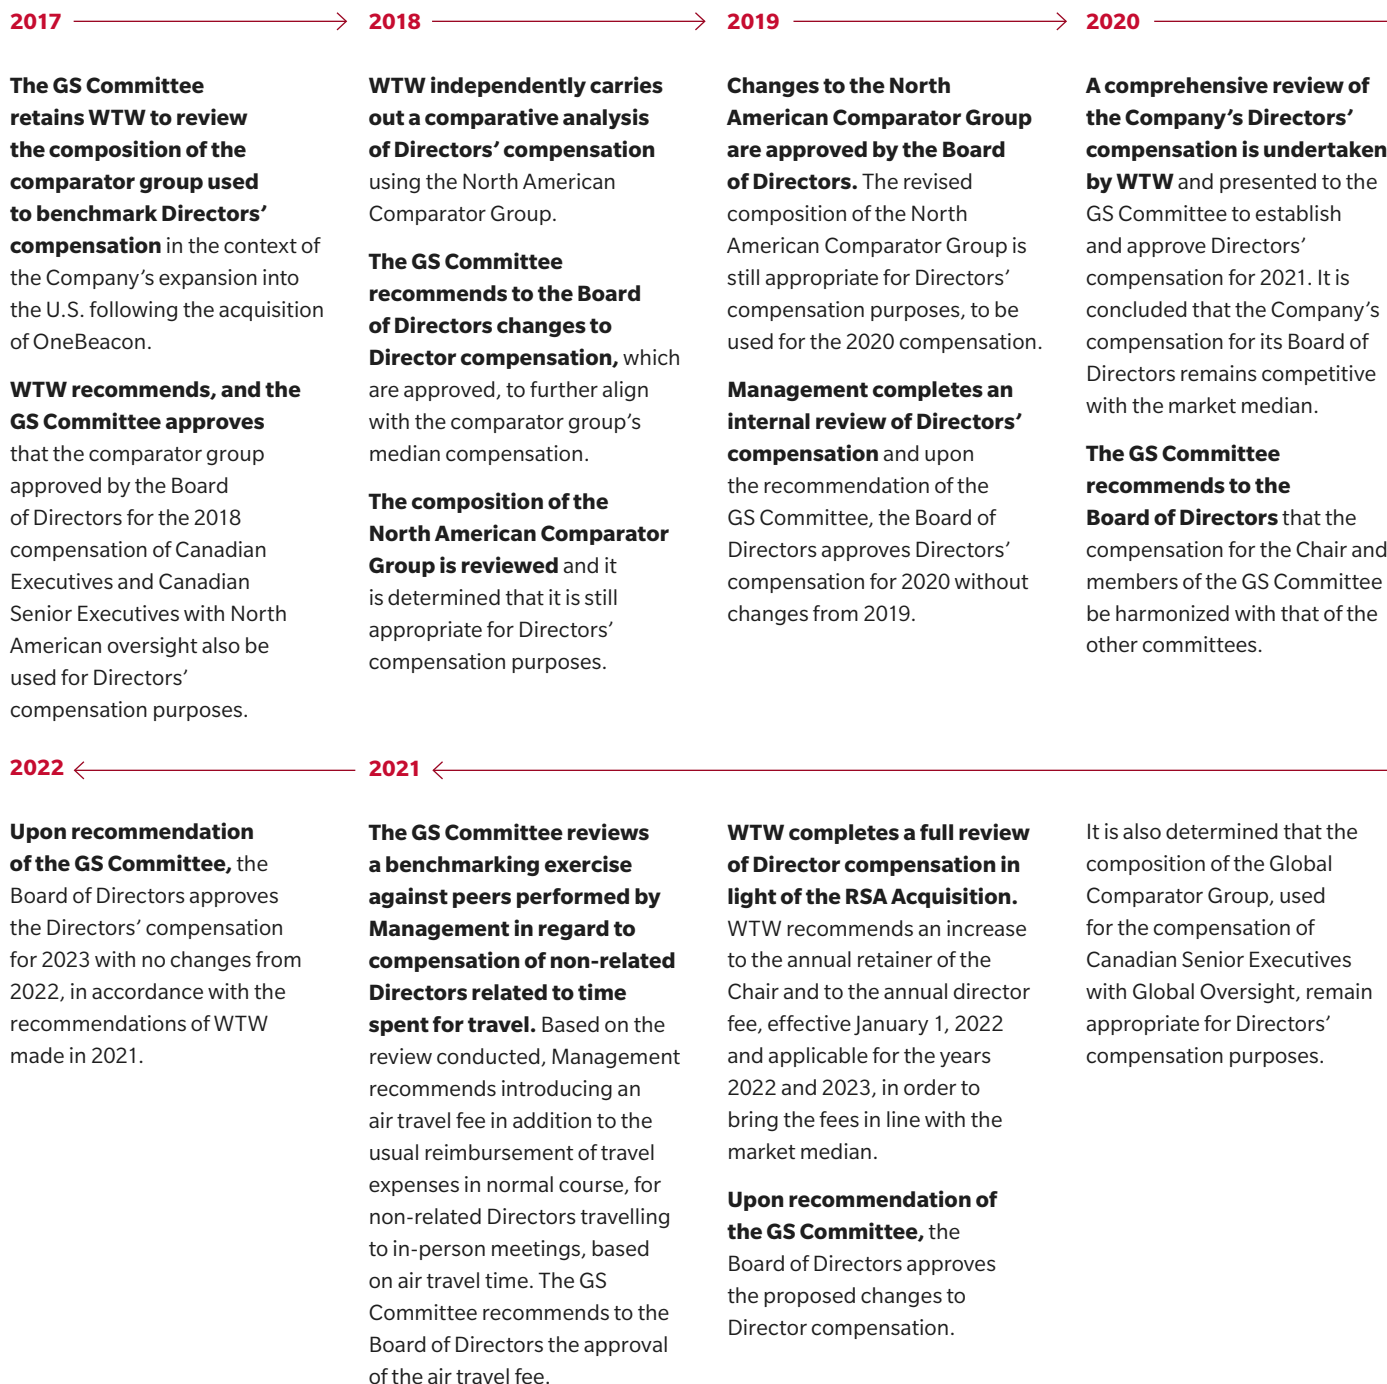 2017
The GS Committee
retains WTW to review
the composition of the
comparator group used
to benchmark Directors'
compensation in the context of
the Company's expansion into
the U.S. following the acquisition
of OneBeacon.
WTW recommends, and the
GS Committee approves
that the comparator group
approved by the Board
of Directors for the 2018
compensation of Canadian
Executives and Canadian
Senior Executives with North
American oversight also be
used for Directors'
compensation purposes.
2018
WTW independently carries
out a comparative analysis
of Directors' compensation
using the North American
Comparator Group.
The GS Committee
recommends to the Board
of Directors changes to
Director compensation, which
are approved, to further align
with the comparator group's
median compensation.
The composition of the
North American Comparator
Group is reviewed and it
is determined that it is still
appropriate for Directors'
compensation purposes.
2019
Changes to the North
American Comparator Group
are approved by the Board
of Directors. The revised
composition of the North
American Comparator Group is
still appropriate for Directors'
compensation purposes, to be
used for the 2020 compensation.
Management completes an
internal review of Directors'
compensation and upon
the recommendation of the
GS Committee, the Board of
Directors approves Directors'
compensation for 2020 without
changes from 2019.
2020
A comprehensive review of
the Company's Directors'
compensation is undertaken
by WTW and presented to the
GS Committee to establish
and approve Directors'
compensation for 2021. It is
concluded that the Company's
compensation for its Board of
Directors remains competitive
with the market median.
The GS Committee
recommends to the
Board of Directors that the
compensation for the Chair and
members of the GS Committee
be harmonized with that of the
other committees.
2021
The GS Committee reviews
a benchmarking exercise
against peers performed by
Management in regard to
compensation of non-related
Directors related to time
spent for travel. Based on the
review conducted, Management
recommends introducing an
air travel fee in addition to the
usual reimbursement of travel
expenses in normal course, for
non-related Directors travelling
to in-person meetings, based
on air travel time. The GS
Committee recommends to the
Board of Directors the approval
of the air travel fee.
WTW completes a full review
of Director compensation in
light of the RSA Acquisition.
WTW recommends an increase
to the annual retainer of the
Chair and to the annual director
fee, effective January 1, 2022
and applicable for the years
2022 and 2023, in order to
bring the fees in line with the
market median.
Upon recommendation of
the GS Committee, the
Board of Directors approves
the proposed changes to
Director compensation.
It is also determined that the
composition of the Global
Comparator Group, used
for the compensation of
Canadian Senior Executives
with Global Oversight, remain
appropriate for Directors'
compensation purposes.
2022
Upon recommendation
of the GS Committee, the
Board of Directors approves
the Directors' compensation
for 2023 with no changes from
2022, in accordance with the
recommendations of WTW
made in 2021.